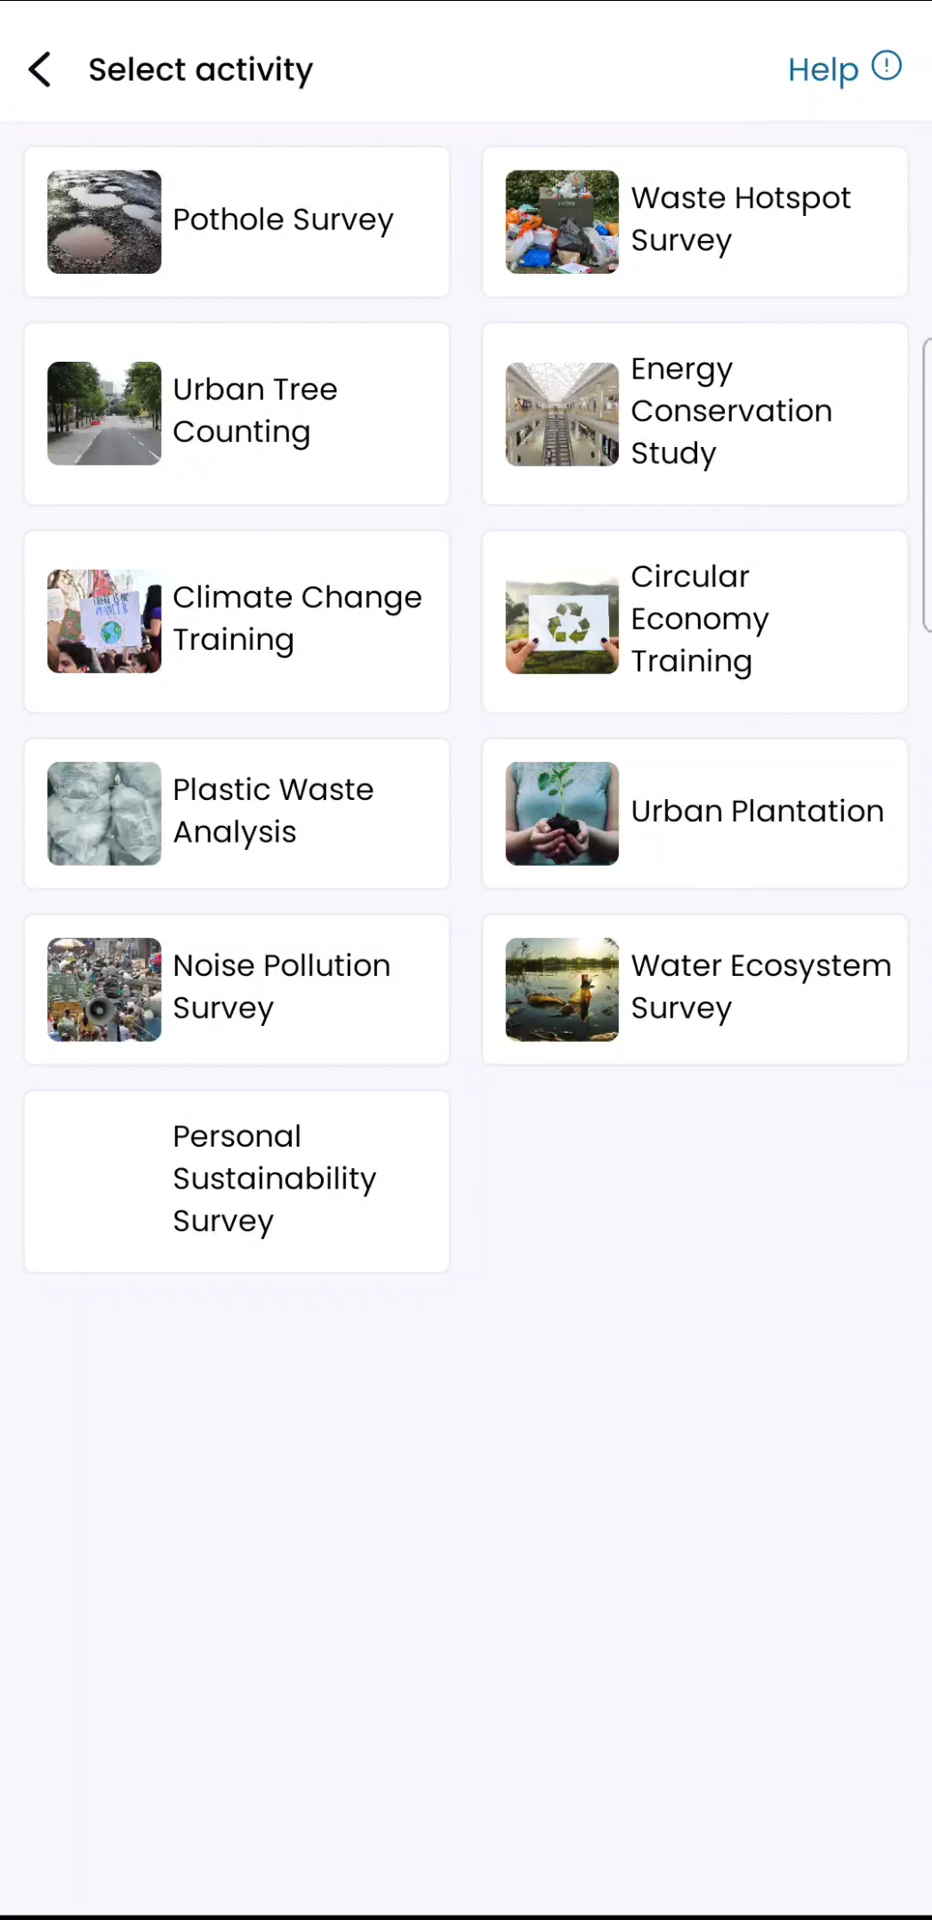 Select activity
Help
Pothole Survey
Waste Hotspot
Survey
Urban Tree
Counting
Energy
Conservation
Study
Climate Change
Training
Circular
Economy
Training
Plastic Waste
Analysis
Urban Plantation
Noise Pollution
Survey
Water Ecosystem
Survey
Personal
Sustainability
Survey